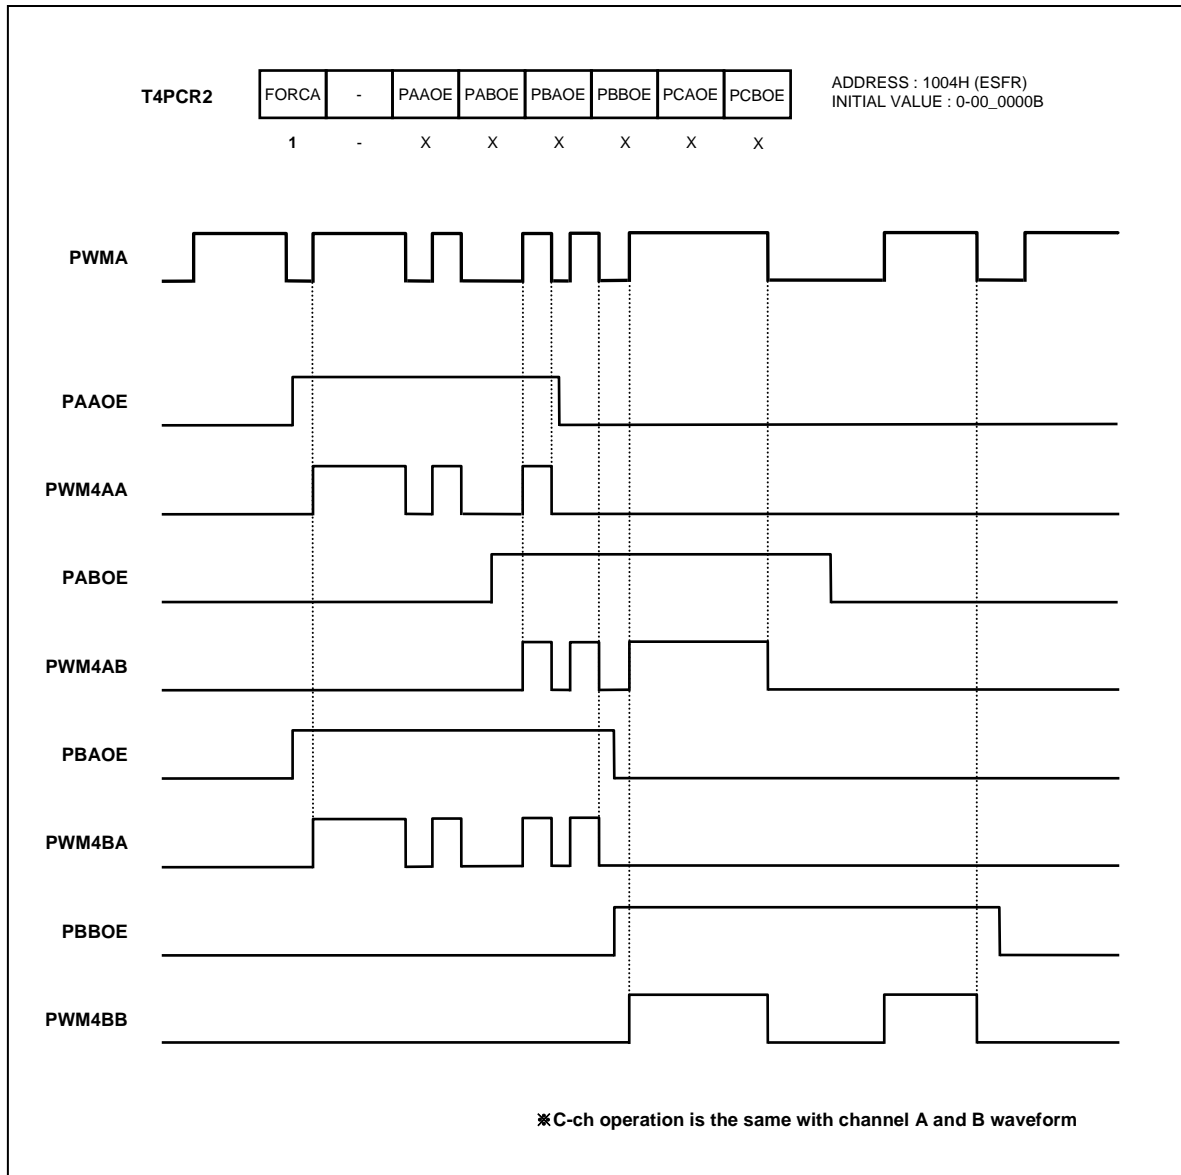 T4PCR2 FORCA - PAAOE PABOE PBAOE PBBOE PCAOE PCBOE
ADDRESS : 1004H (ESFR)
INITIAL VALUE : 0-00_0000B
1 - X X X X X X
PWMA
PAAOE
PWM4AA
PABOE
PWM4AB
PBAOE
PWM4BA
PBBOE
PWM4BB
※C-ch operation is the same with channel A and B waveform